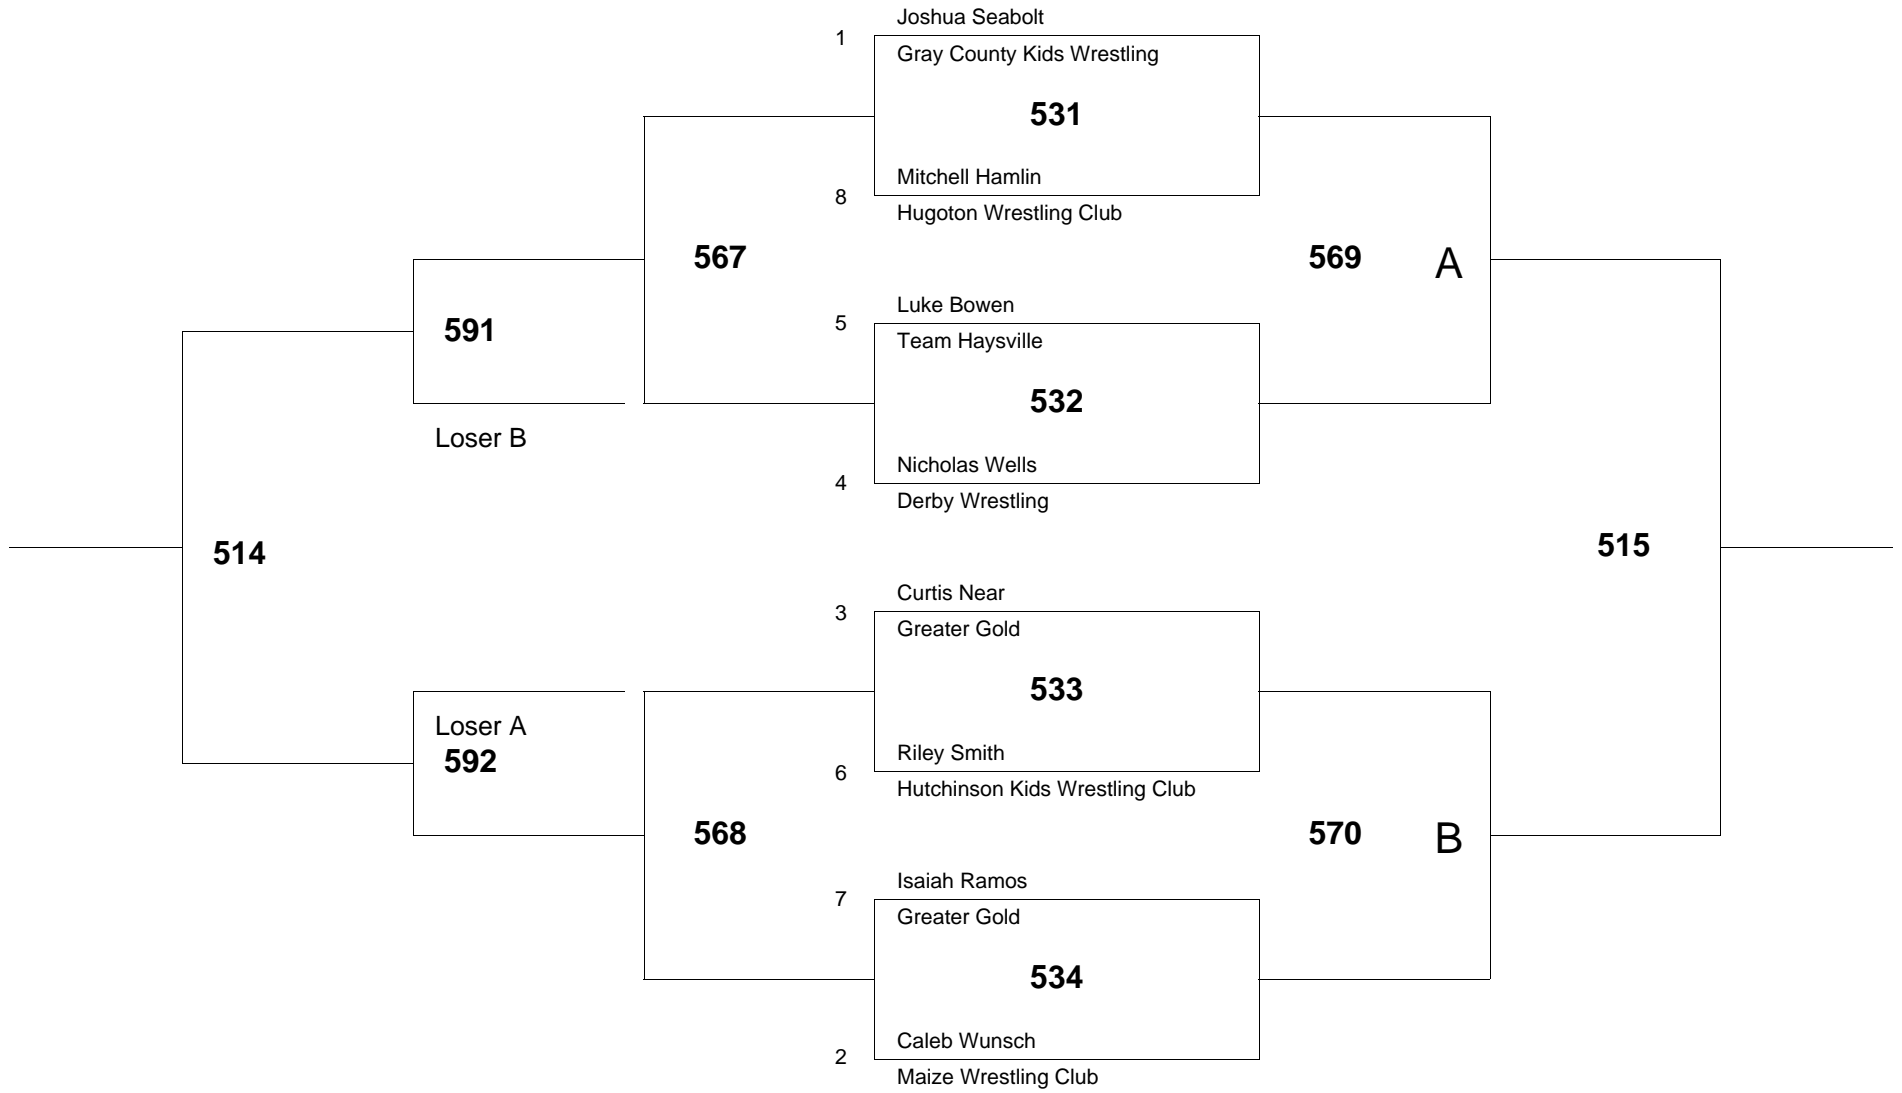 Joshua Seabolt
1
Gray County Kids Wrestling
531
Mitchell Hamlin
8
Hugoton Wrestling Club
567
569
A
Luke Bowen
5
591
Team Haysville
532
Loser B
Nicholas Wells
4
Derby Wrestling
514
515
Curtis Near
3
Greater Gold
533
Loser A
592
Riley Smith
6
Hutchinson Kids Wrestling Club
568
570
B
Isaiah Ramos
7
Greater Gold
534
Caleb Wunsch
2
Maize Wrestling Club